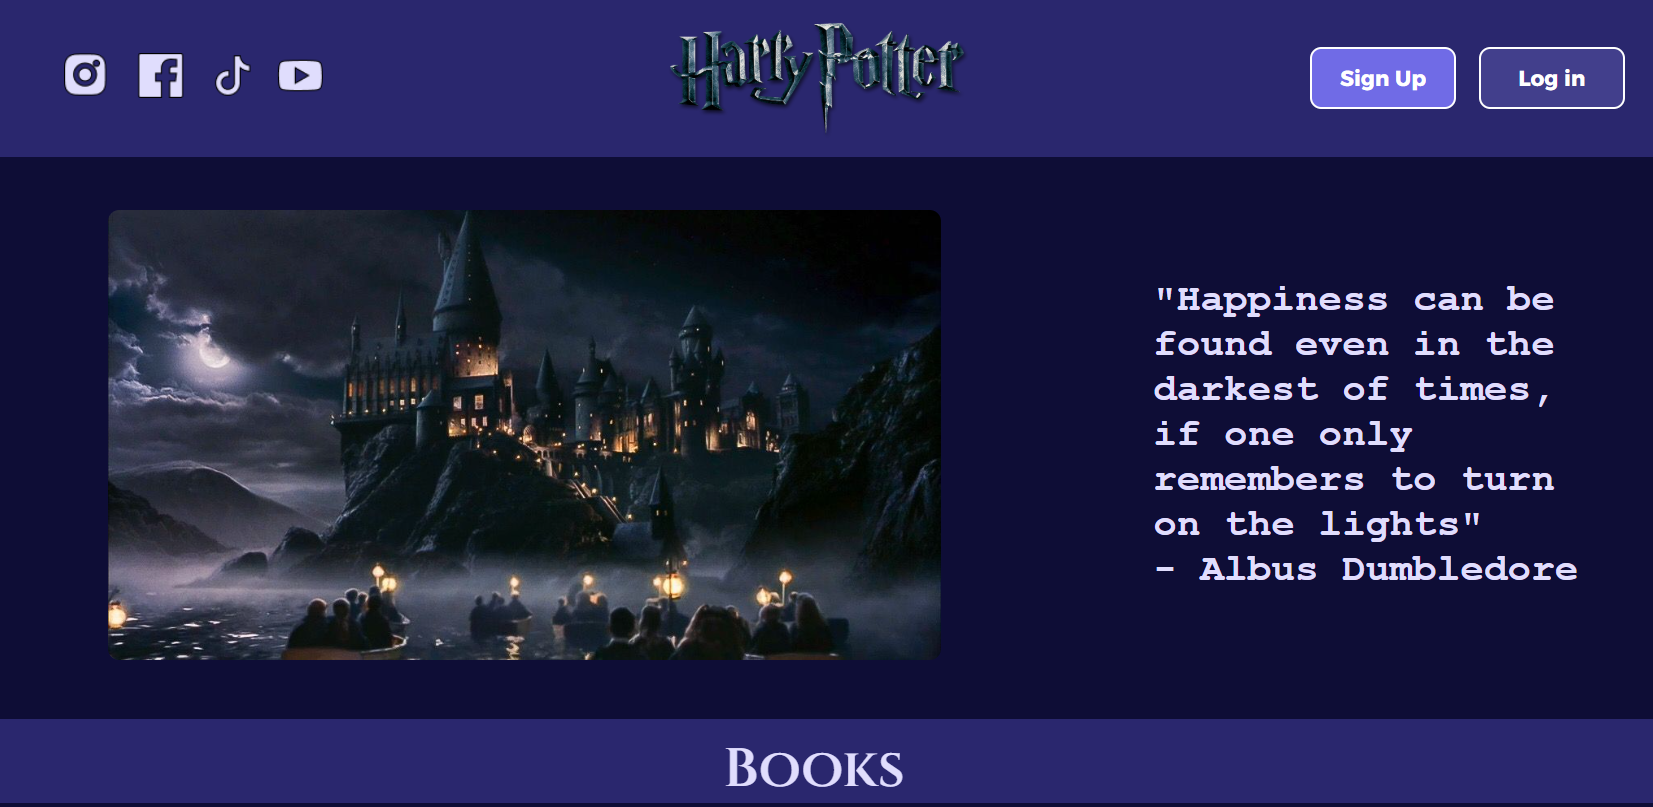 Harry Potter
Sign Up
Log in
"Happiness can be
found even in the
darkest of times,
if one only
remembers to turn
on the lights"
- Albus Dumbledore
Books